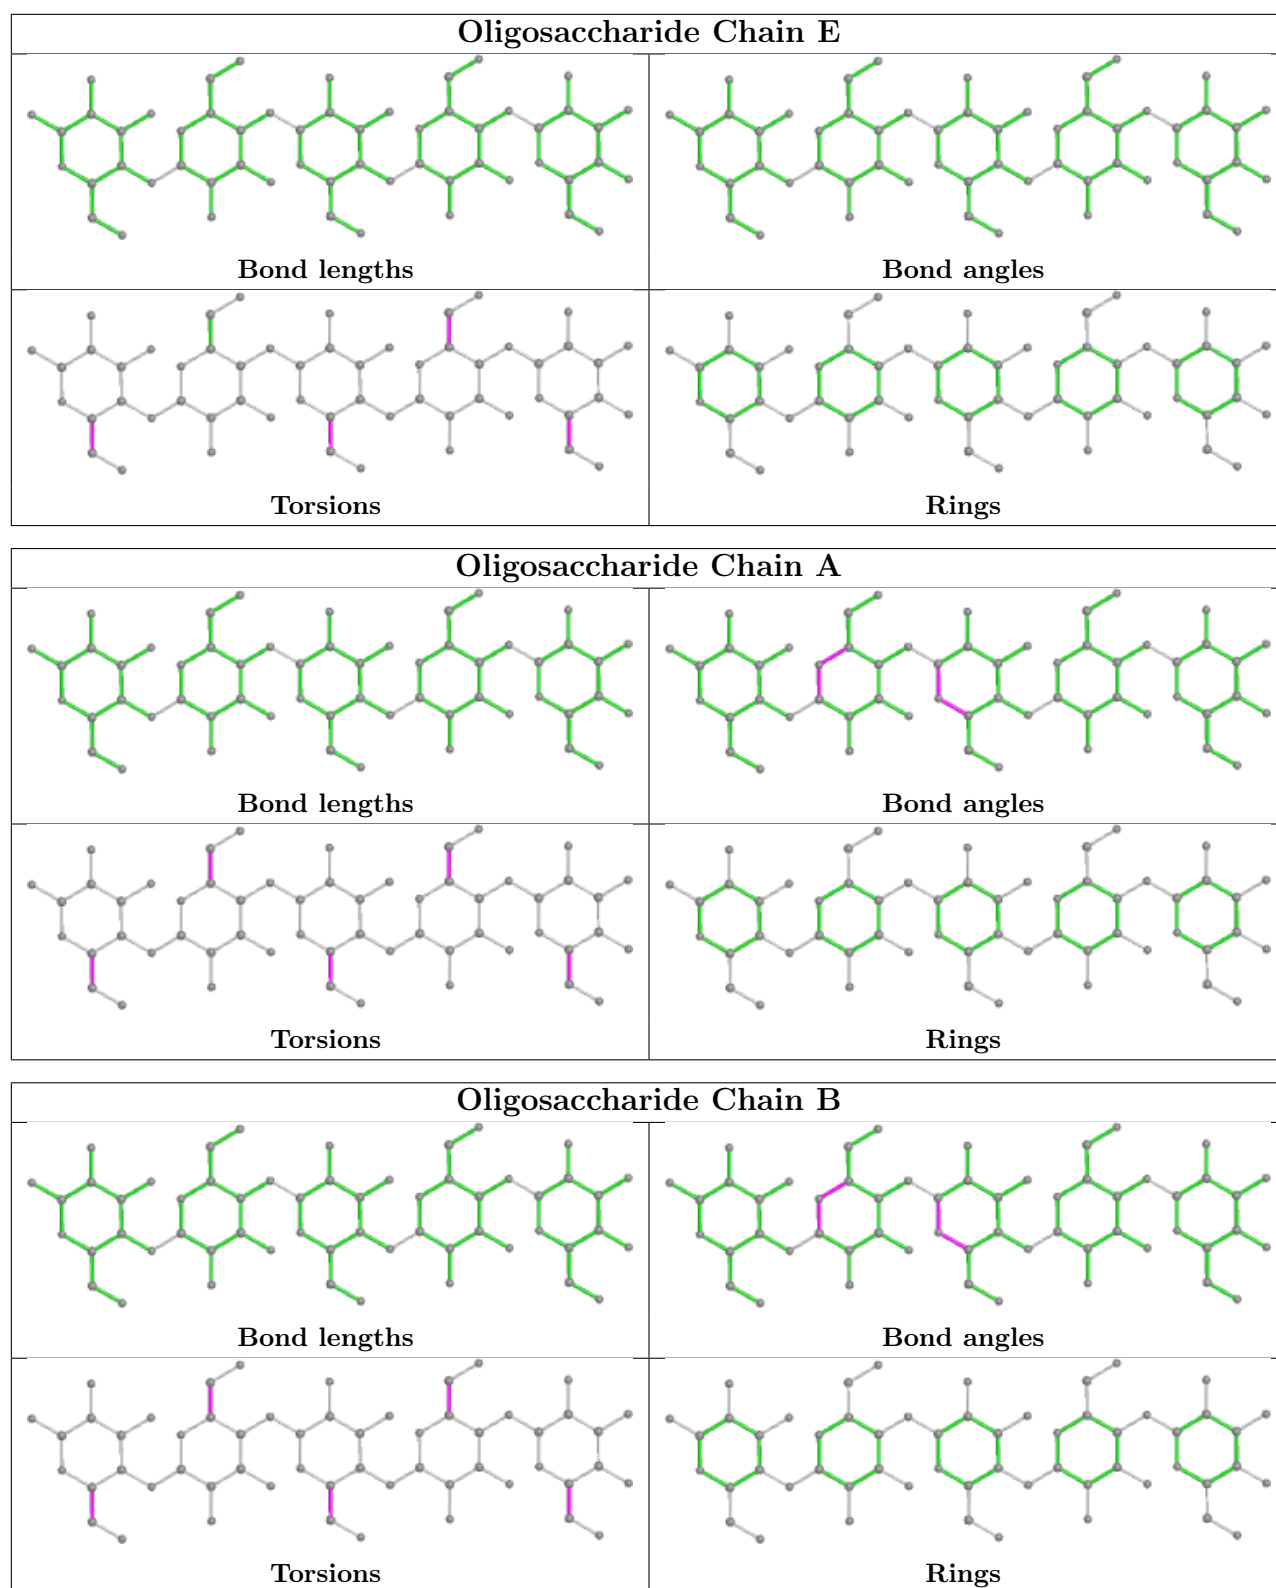 Oligosaccharide Chain E
Bond lengths
Bond angles
Torsions
Rings
Oligosaccharide Chain A
Bond lengths
Bond angles
Torsions
Rings
Oligosaccharide Chain B
Bond lengths
Bond angles
Torsions
Rings